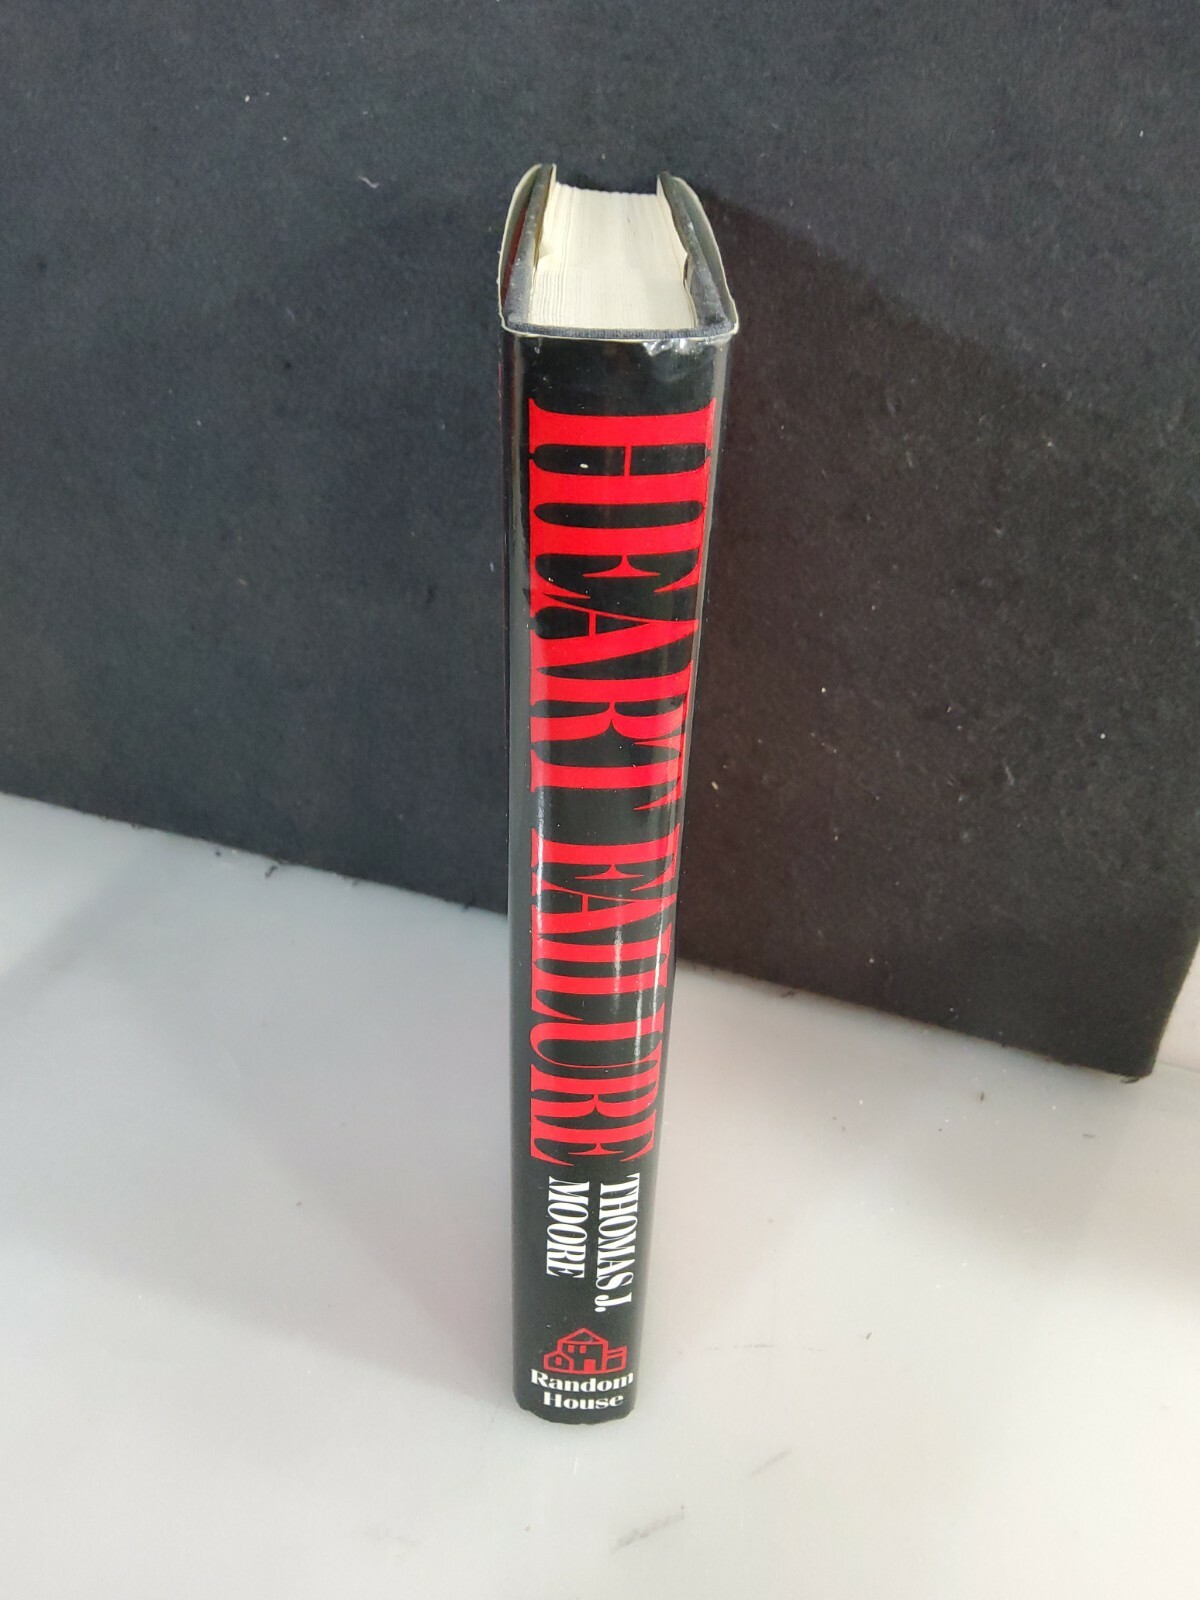 HEART FAILURE
THOMAS J.
MOORE
Random
House